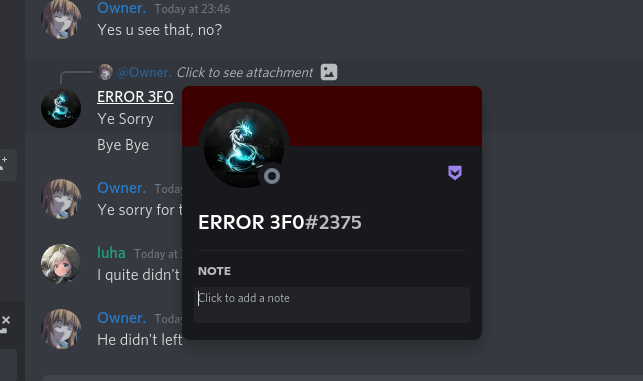 Owner. Today at 23:46
Yes u see that, no?
@Owner. Click to see attachment
ERROR 3F0
Ye Sorry
Bye Bye
Owner. Today
Ye sorry for t
luha Today at
I quite didn't
Owner. Today
He didn't left
ERROR 3F0#2375
NOTE
Click to add a note